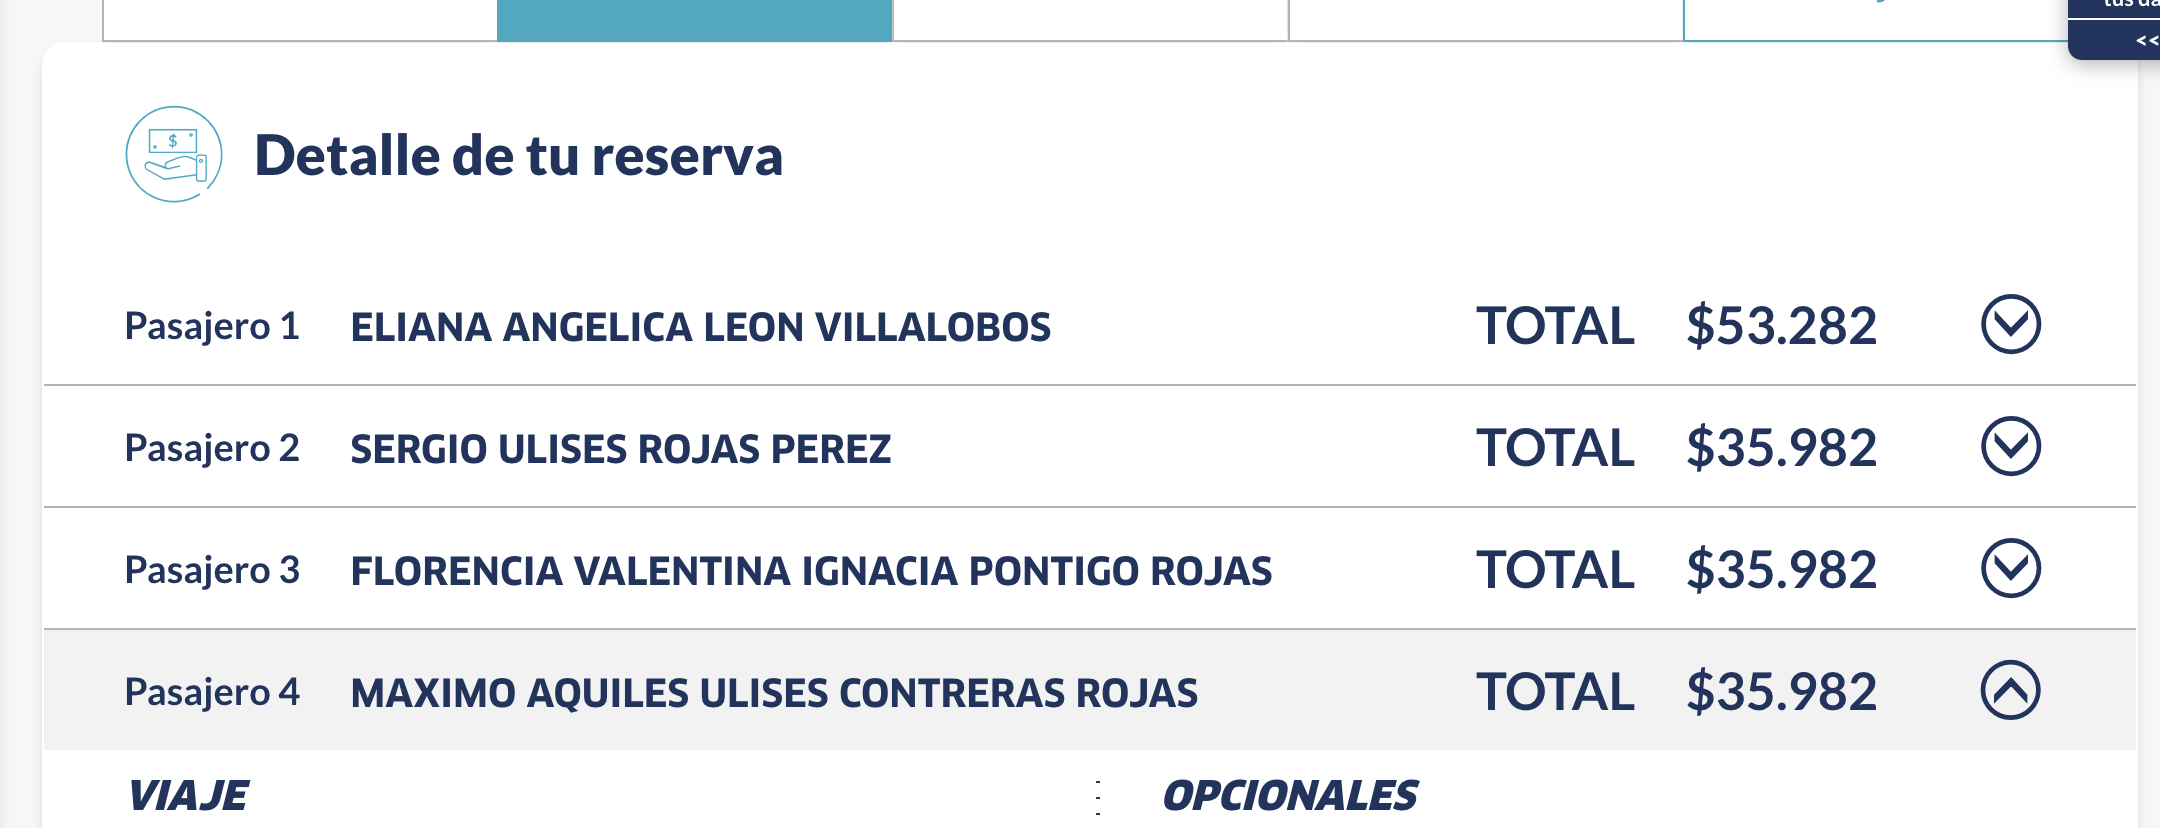 <<
Detalle de tu reserva
Pasajero 1 ELIANA ANGELICA LEON VILLALOBOS TOTAL $53.282
Pasajero 2 SERGIO ULISES ROJAS PEREZ TOTAL $35.982
Pasajero 3 FLORENCIA VALENTINA IGNACIA PONTIGO ROJAS TOTAL $35.982
Pasajero 4 MAXIMO AQUILES ULISES CONTRERAS ROJAS TOTAL $35.982
VIAJE OPCIONALES